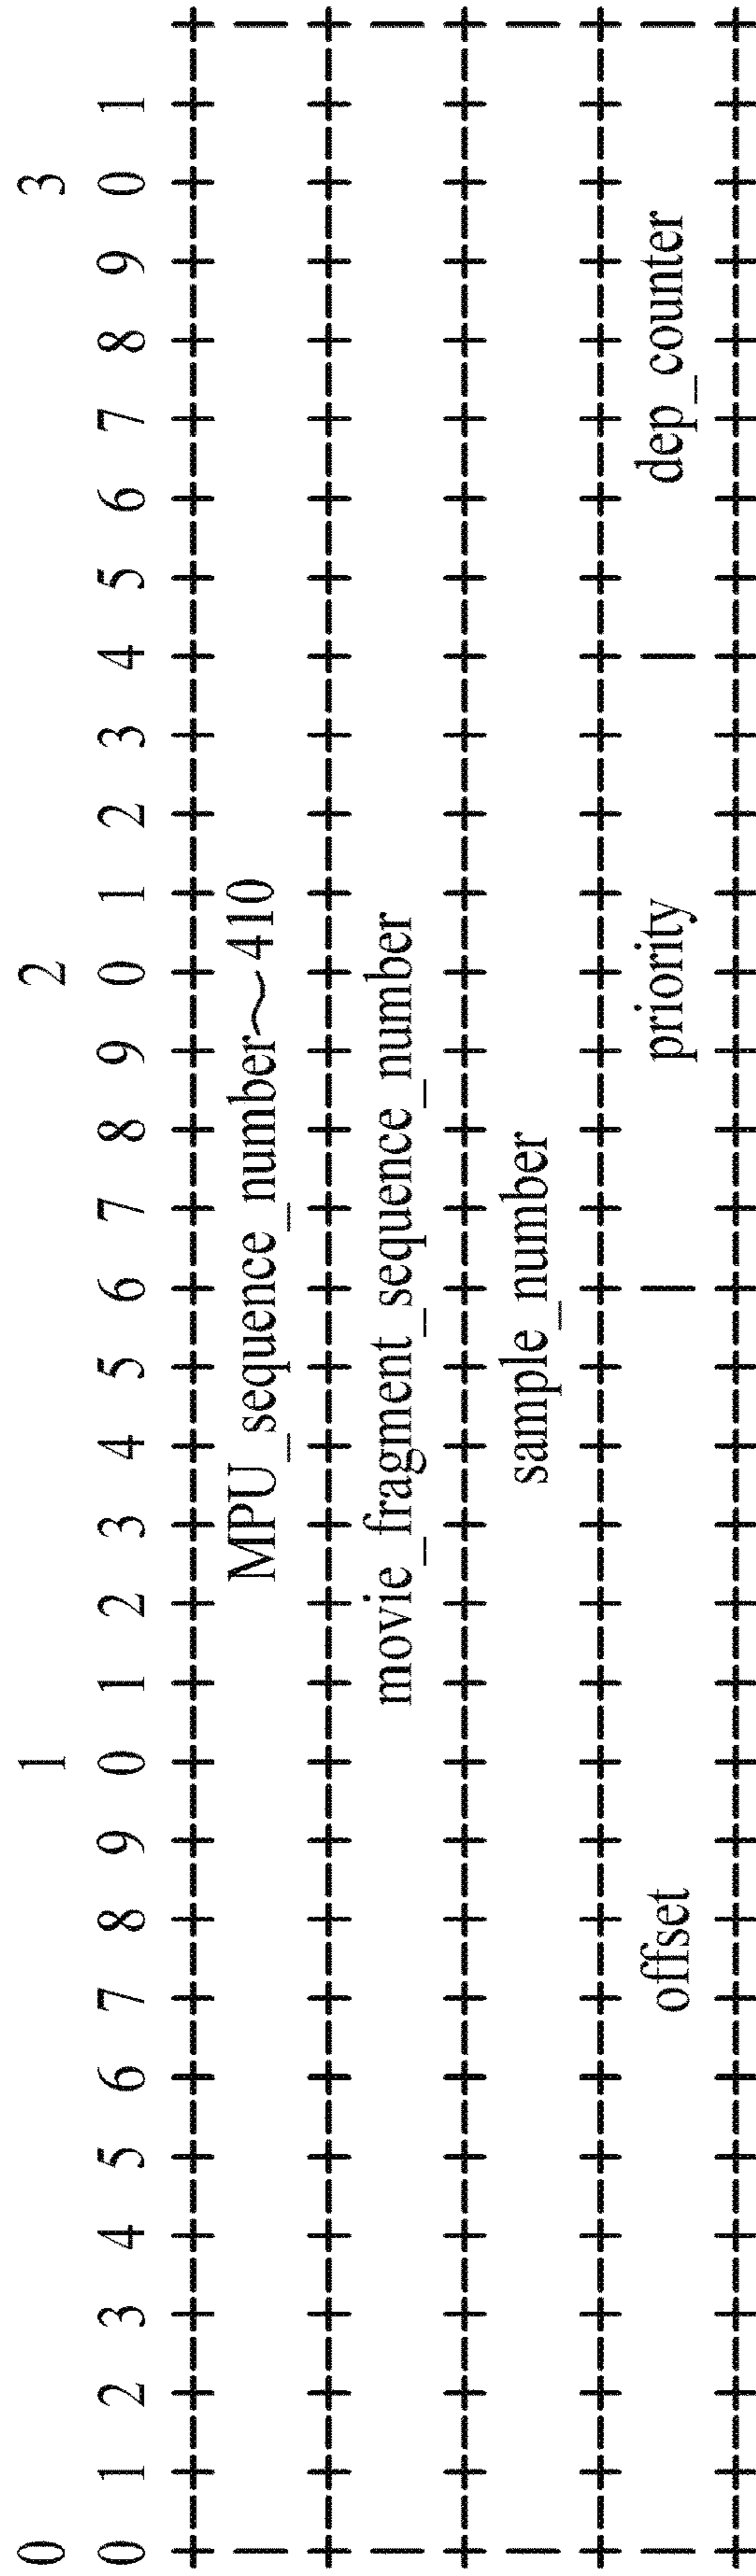 0 1 2 3
0 1 2 3 4 5 6 7 8 9 0 1 2 3 4 5 6 7 8 9 0 1 2 3 4 5 6 7 8 9 0 1
+--+--+--+--+--+--+--+--+--+--+--+--+--+--+--+--+--+--+--+--+--+--+--+--+--+--+--+--+--+--+--+--+
| MPU_sequence_number~410 |
+--+--+--+--+--+--+--+--+--+--+--+--+--+--+--+--+--+--+--+--+--+--+--+--+--+--+--+--+--+--+--+--+
| movie_fragment_sequence_number |
+--+--+--+--+--+--+--+--+--+--+--+--+--+--+--+--+--+--+--+--+--+--+--+--+--+--+--+--+--+--+--+--+
| sample_number |
+--+--+--+--+--+--+--+--+--+--+--+--+--+--+--+--+--+--+--+--+--+--+--+--+--+--+--+--+--+--+--+--+
| offset | priority | dep_counter |
+--+--+--+--+--+--+--+--+--+--+--+--+--+--+--+--+--+--+--+--+--+--+--+--+--+--+--+--+--+--+--+--+